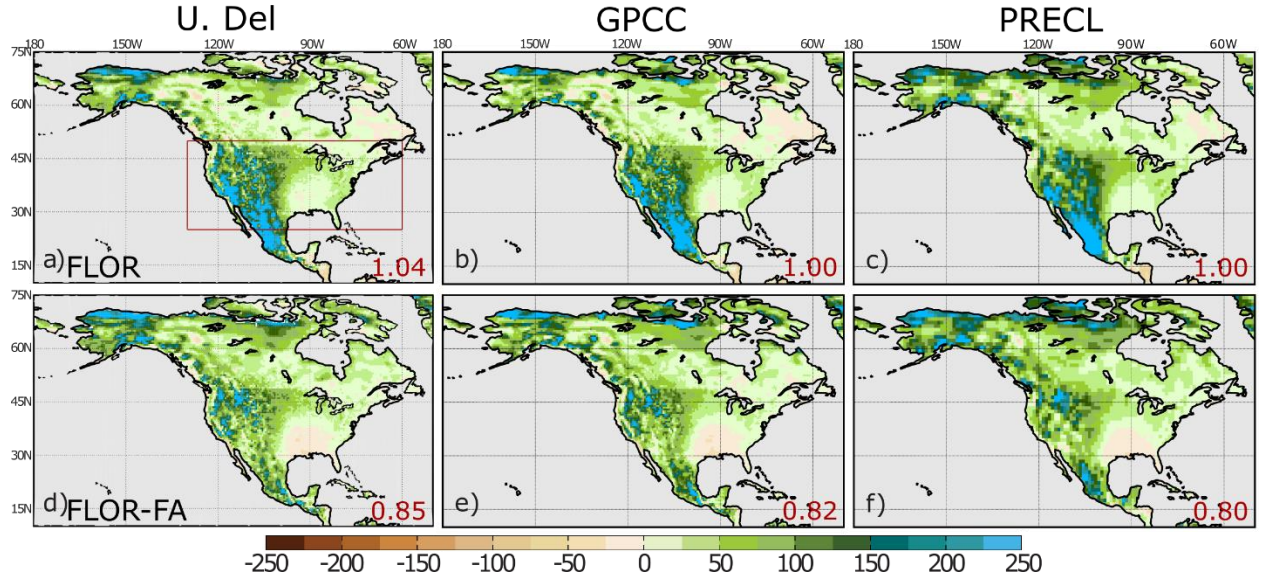 U. Del GPCC PRECL
180 150W 120W 90W 60W 180 150W 120W 90W 60W 180 150W 120W 90W 60W
75N
60N
45N
30N
15N
a) FLOR 1.04 b) 1.00 c) 1.00
75N
60N
45N
30N
15N
d) FLOR-FA 0.85 e) 0.82 f) 0.80
-250 -200 -150 -100 -50 0 50 100 150 200 250